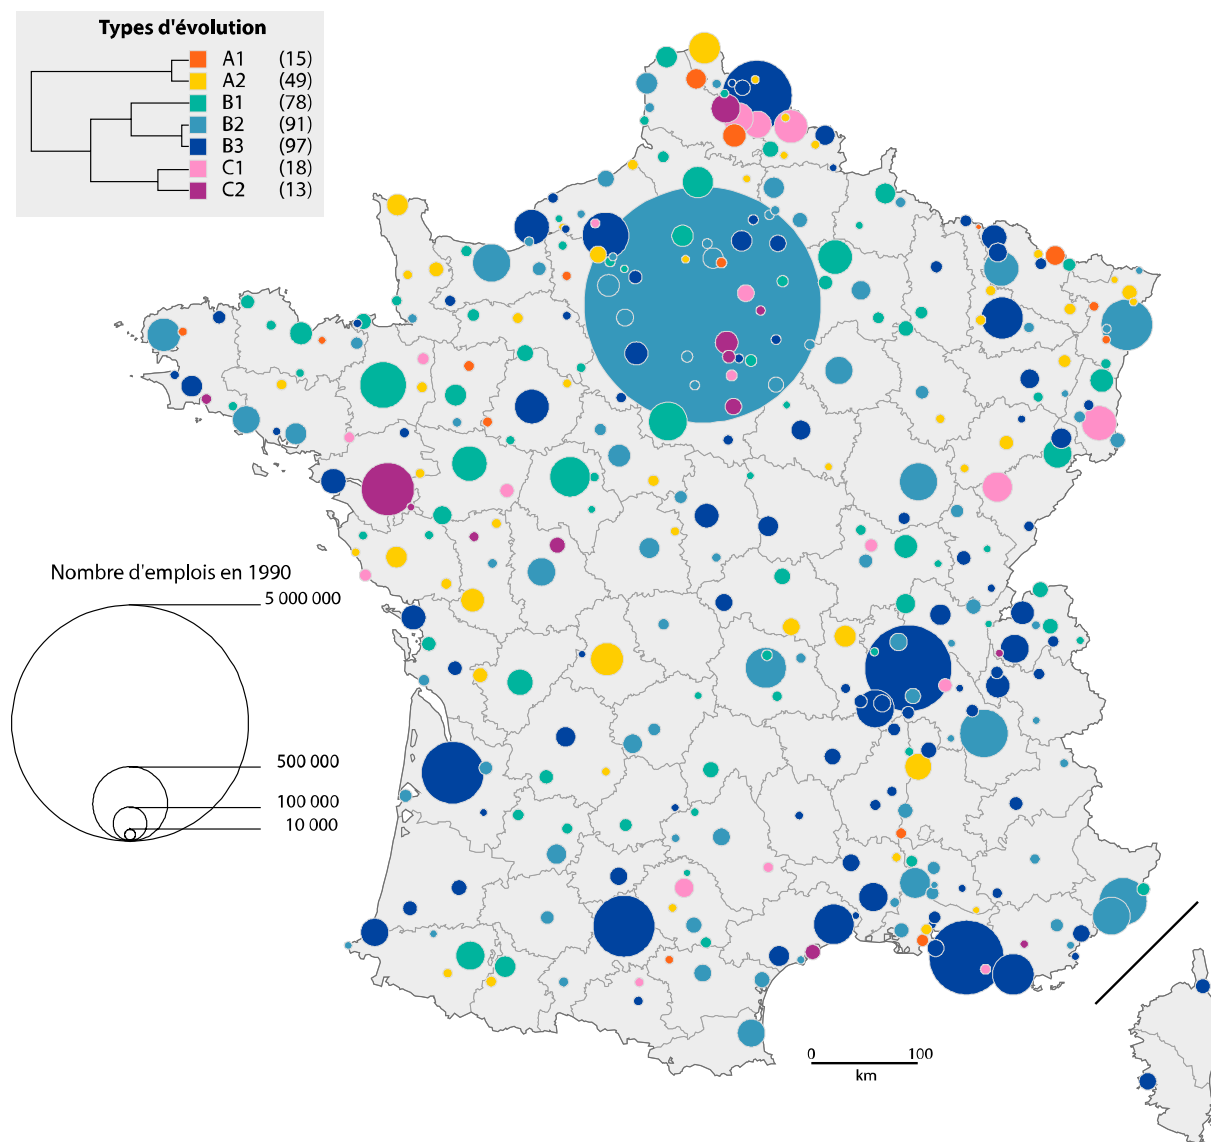 Types d'évolution
A1 (15)
A2 (49)
B1 (78)
B2 (91)
B3 (97)
C1 (18)
C2 (13)
Nombre d'emplois en 1990
5 000 000
500 000
100 000
10 000
0 100
km